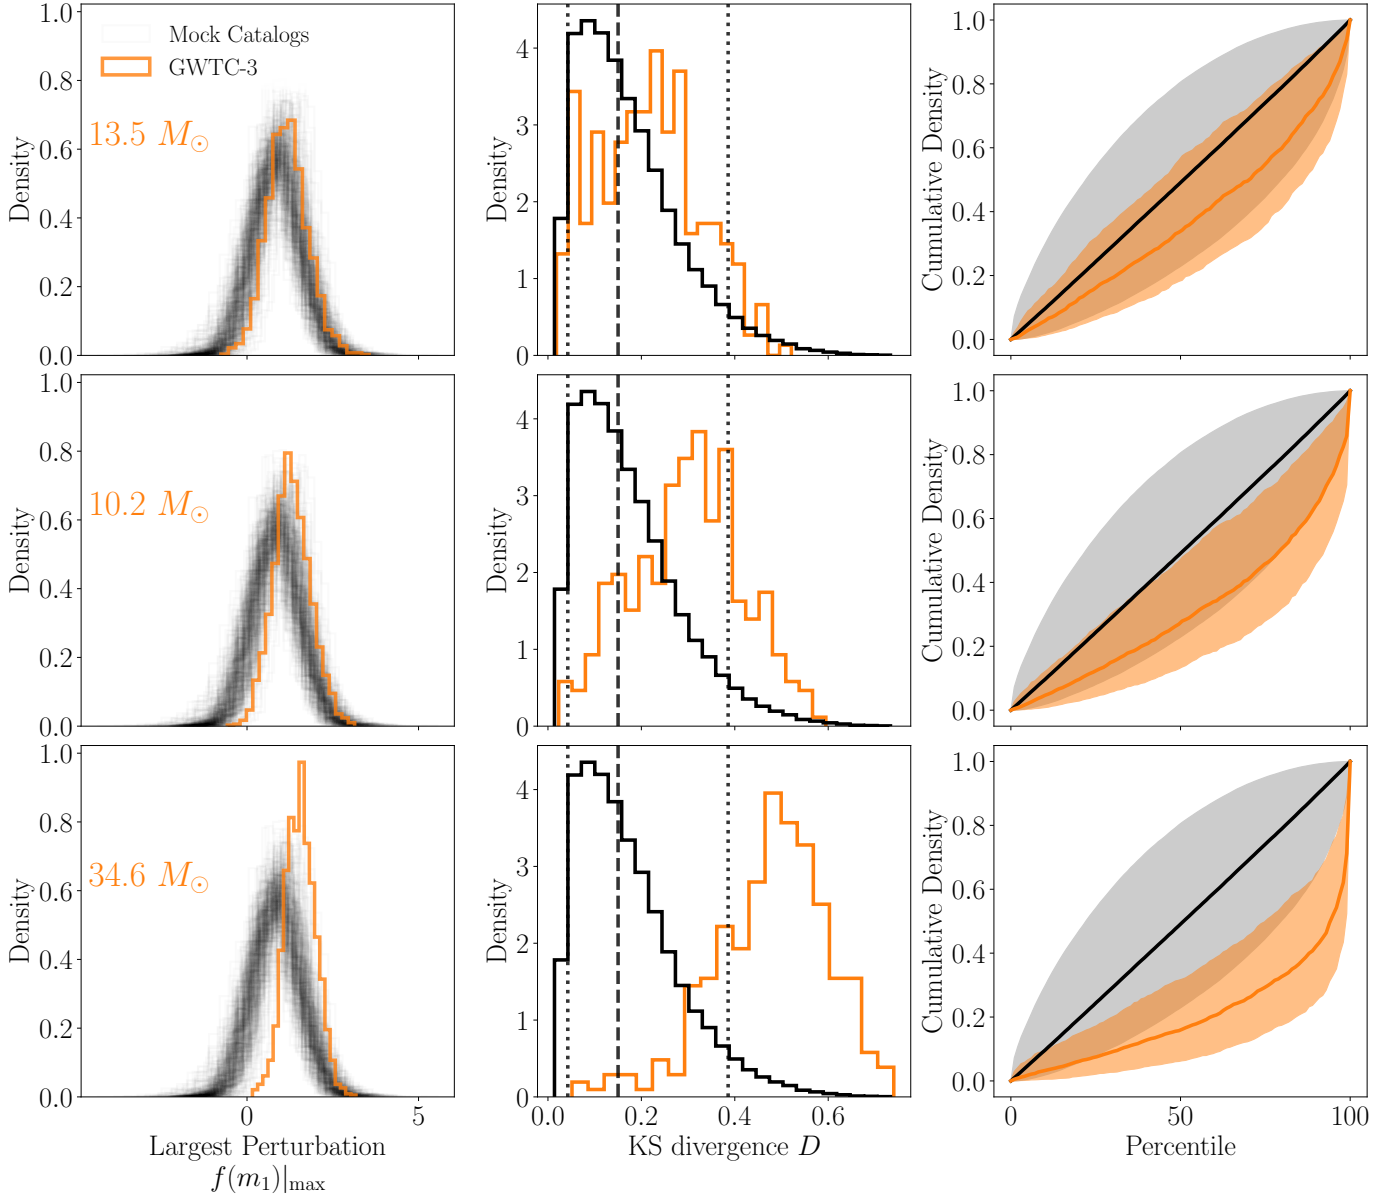 Mock Catalogs
GWTC-3
13.5 M⊙
Density
0.0
0.2
0.4
0.6
0.8
1.0
Density
0
1
2
3
4
Cumulative Density
0.0
0.2
0.4
0.6
0.8
1.0
10.2 M⊙
Density
0.0
0.2
0.4
0.6
0.8
1.0
Density
0
1
2
3
4
Cumulative Density
0.0
0.2
0.4
0.6
0.8
1.0
34.6 M⊙
Density
0.0
0.2
0.4
0.6
0.8
1.0
0 5
Largest Perturbation
f(m₁)|max
Density
0
1
2
3
4
0.0 0.2 0.4 0.6
KS divergence D
Cumulative Density
0.0
0.2
0.4
0.6
0.8
1.0
0 50 100
Percentile